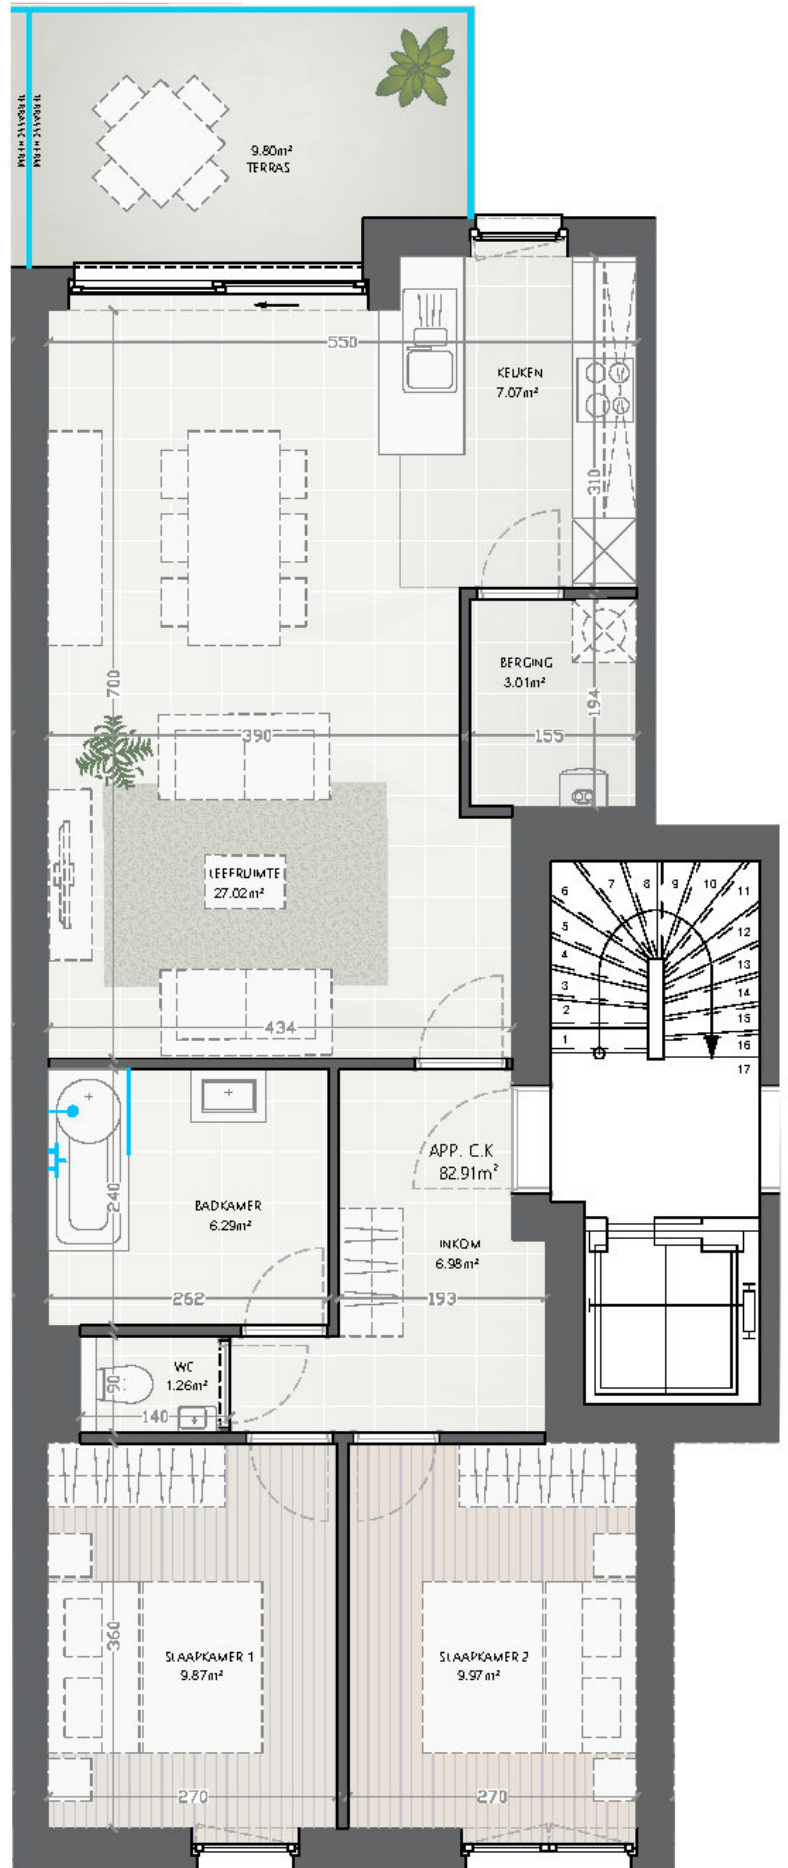 TERRASSCHERM
TERRASSCHERM
9.80m²
TERRAS
550
KEUKEN
7.07m²
310
BERGING
3.01m²
194
700
390
155
LEEFRUIMTE
27.02m²
434
6
7
8
9
10
11
5
12
4
13
3
14
2
15
1
16
17
APP. C.K
82.91m²
240
BADKAMER
6.29m²
INKOM
6.98m²
262
193
WC
1.26m²
90
140
360
SLAAPKAMER 1
9.87m²
SLAAPKAMER 2
9.97m²
270
270